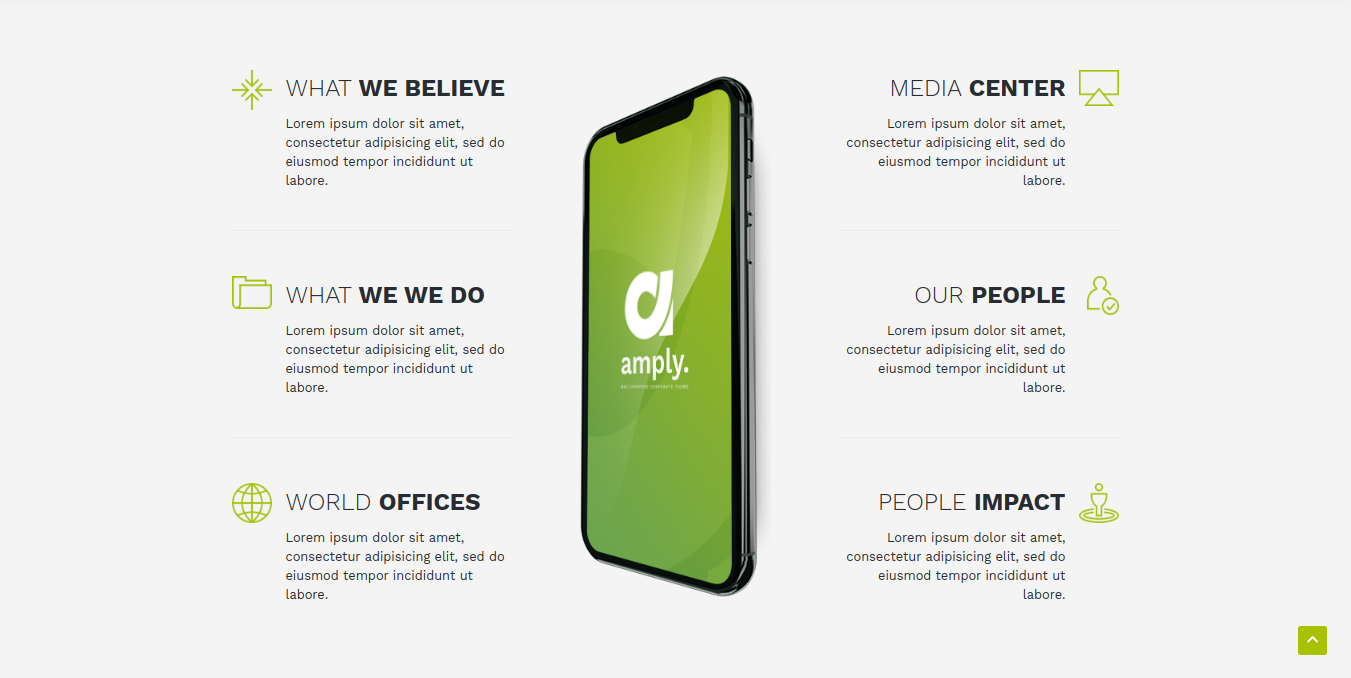 WHAT WE BELIEVE
Lorem ipsum dolor sit amet,
consectetur adipisicing elit, sed do
eiusmod tempor incididunt ut
labore.
WHAT WE WE DO
Lorem ipsum dolor sit amet,
consectetur adipisicing elit, sed do
eiusmod tempor incididunt ut
labore.
WORLD OFFICES
Lorem ipsum dolor sit amet,
consectetur adipisicing elit, sed do
eiusmod tempor incididunt ut
labore.
amply.
MULTIPURPOSE CORPORATE THEME
MEDIA CENTER
Lorem ipsum dolor sit amet,
consectetur adipisicing elit, sed do
eiusmod tempor incididunt ut
labore.
OUR PEOPLE
Lorem ipsum dolor sit amet,
consectetur adipisicing elit, sed do
eiusmod tempor incididunt ut
labore.
PEOPLE IMPACT
Lorem ipsum dolor sit amet,
consectetur adipisicing elit, sed do
eiusmod tempor incididunt ut
labore.